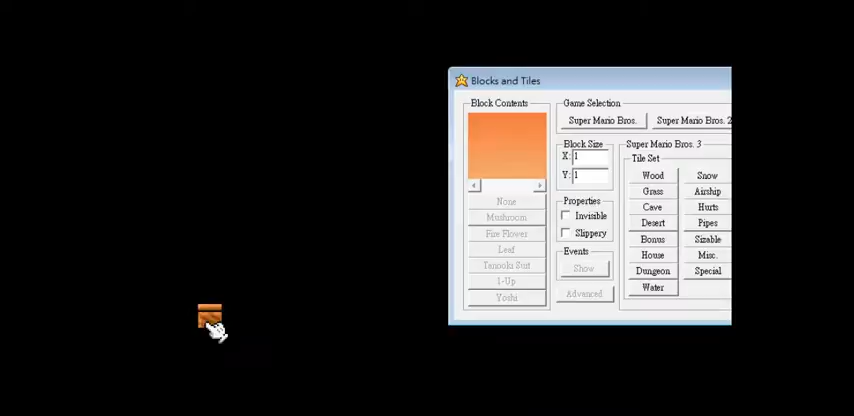 Blocks and Tiles
Block Contents
None
Mushroom
Fire Flower
Leaf
Tanooki Suit
1-Up
Yoshi
Game Selection
Super Mario Bros.
Super Mario Bros. 2
Block Size
X: 1
Y: 1
Properties
Invisible
Slippery
Events
Show
Advanced
Super Mario Bros. 3
Tile Set
Wood
Snow
Grass
Airship
Cave
Hurts
Desert
Pipes
Bonus
Sizable
House
Misc.
Dungeon
Special
Water